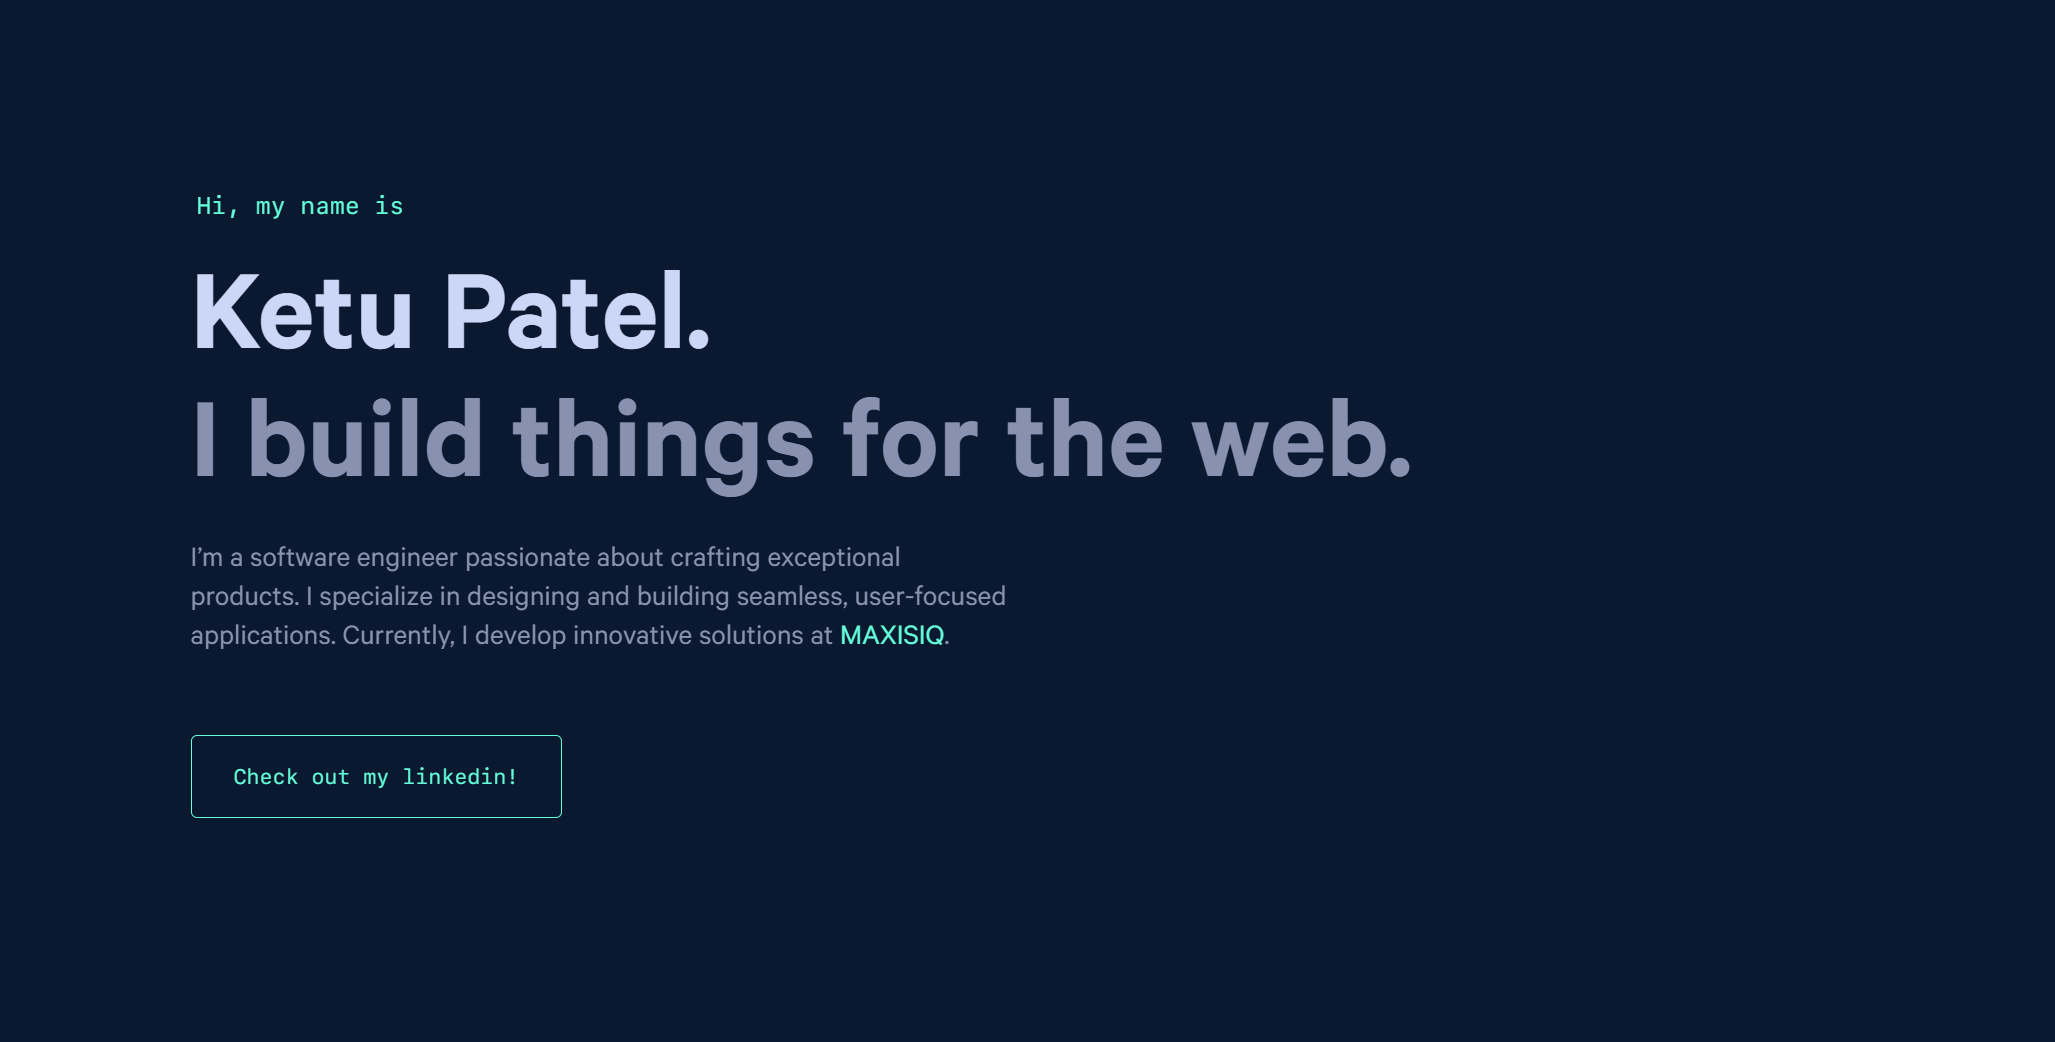 Hi, my name is
Ketu Patel.
I build things for the web.
I’m a software engineer passionate about crafting exceptional
products. I specialize in designing and building seamless, user-focused
applications. Currently, I develop innovative solutions at MAXISIQ.
Check out my linkedin!